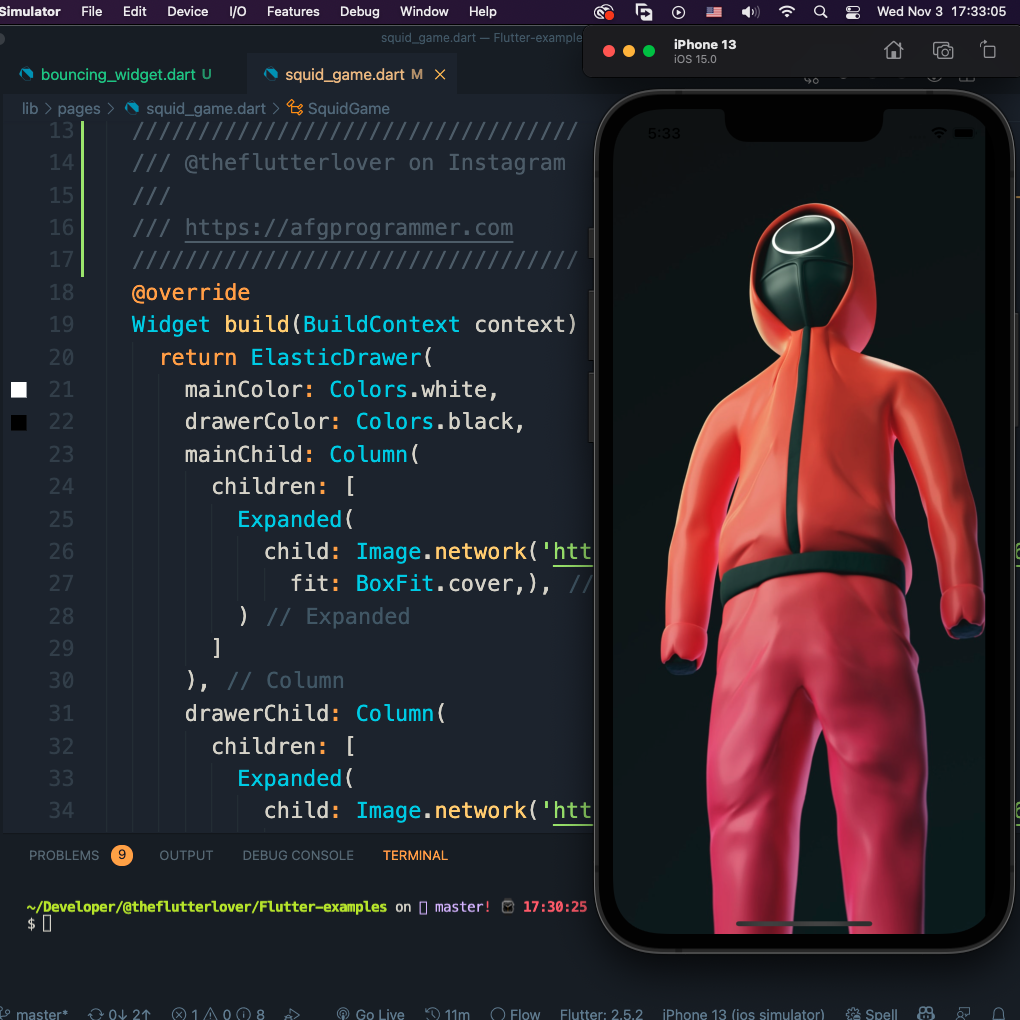 Simulator File Edit Device I/O Features Debug Window Help Wed Nov 3 17:33:05
squid_game.dart — Flutter-example
iPhone 13
iOS 15.0
bouncing_widget.dart U squid_game.dart M
lib > pages > squid_game.dart > SquidGame
5:33
13 //////////////////////////////////
14 /// @theflutterlover on Instagram
15 ///
16 /// https://afgprogrammer.com
17 //////////////////////////////////
18 @override
19 Widget build(BuildContext context)
20 return ElasticDrawer(
21 mainColor: Colors.white,
22 drawerColor: Colors.black,
23 mainChild: Column(
24 children: [
25 Expanded(
26 child: Image.network('htt
27 fit: BoxFit.cover,), //
28 ) // Expanded
29 ]
30 ), // Column
31 drawerChild: Column(
32 children: [
33 Expanded(
34 child: Image.network('htt
PROBLEMS 9 OUTPUT DEBUG CONSOLE TERMINAL
~/Developer/@theflutterlover/Flutter-examples on master! 17:30:25
$
master* 0↓ 2↑ 1 0 8 Go Live 11m Flow Flutter: 2.5.2 iPhone 13 (ios simulator) Spell